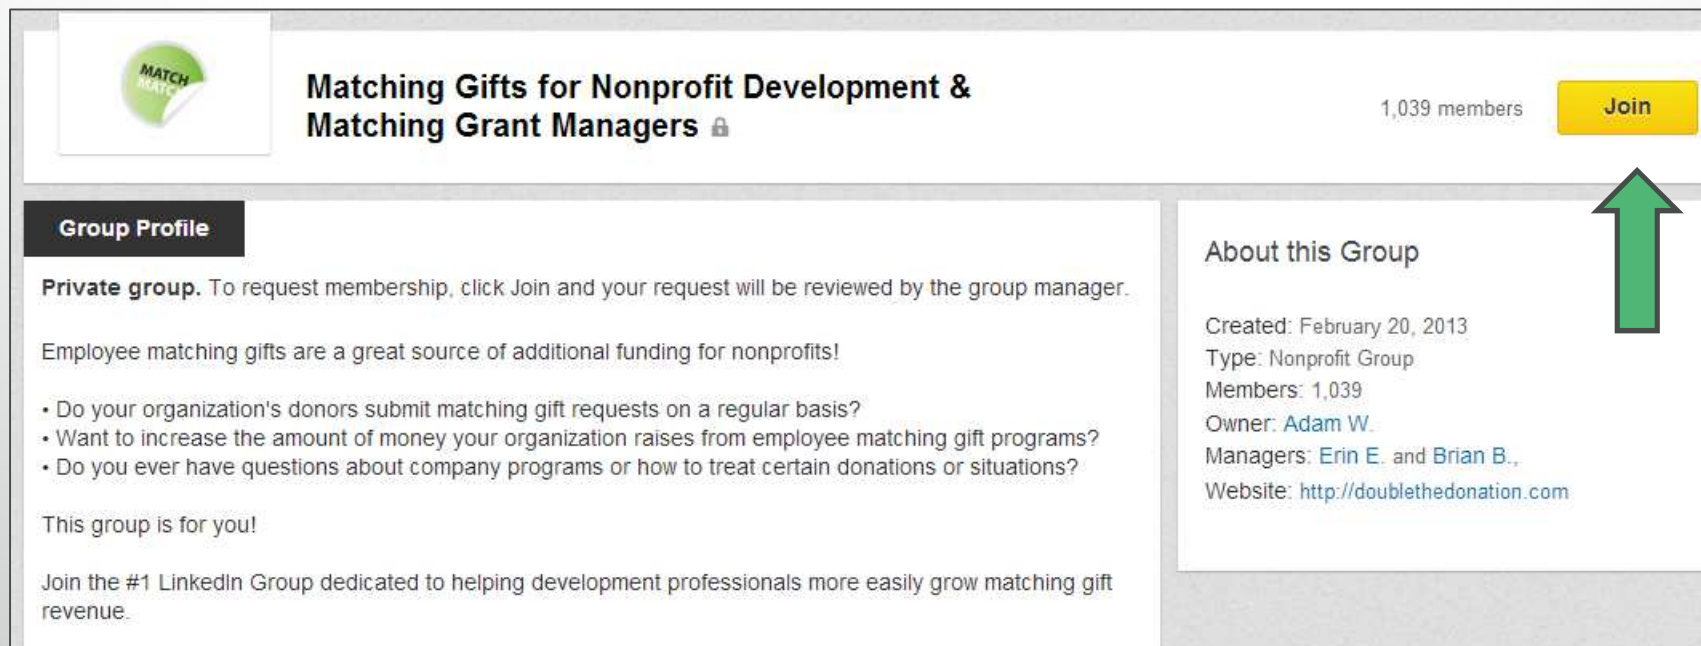 MATCH
MATCH
Matching Gifts for Nonprofit Development &
Matching Grant Managers
1,039 members
Join
Group Profile
Private group. To request membership, click Join and your request will be reviewed by the group manager.
Employee matching gifts are a great source of additional funding for nonprofits!
• Do your organization's donors submit matching gift requests on a regular basis?
• Want to increase the amount of money your organization raises from employee matching gift programs?
• Do you ever have questions about company programs or how to treat certain donations or situations?
This group is for you!
Join the #1 LinkedIn Group dedicated to helping development professionals more easily grow matching gift
revenue.
About this Group
Created: February 20, 2013
Type: Nonprofit Group
Members: 1,039
Owner: Adam W.
Managers: Erin E. and Brian B.,
Website: http://doublethedonation.com